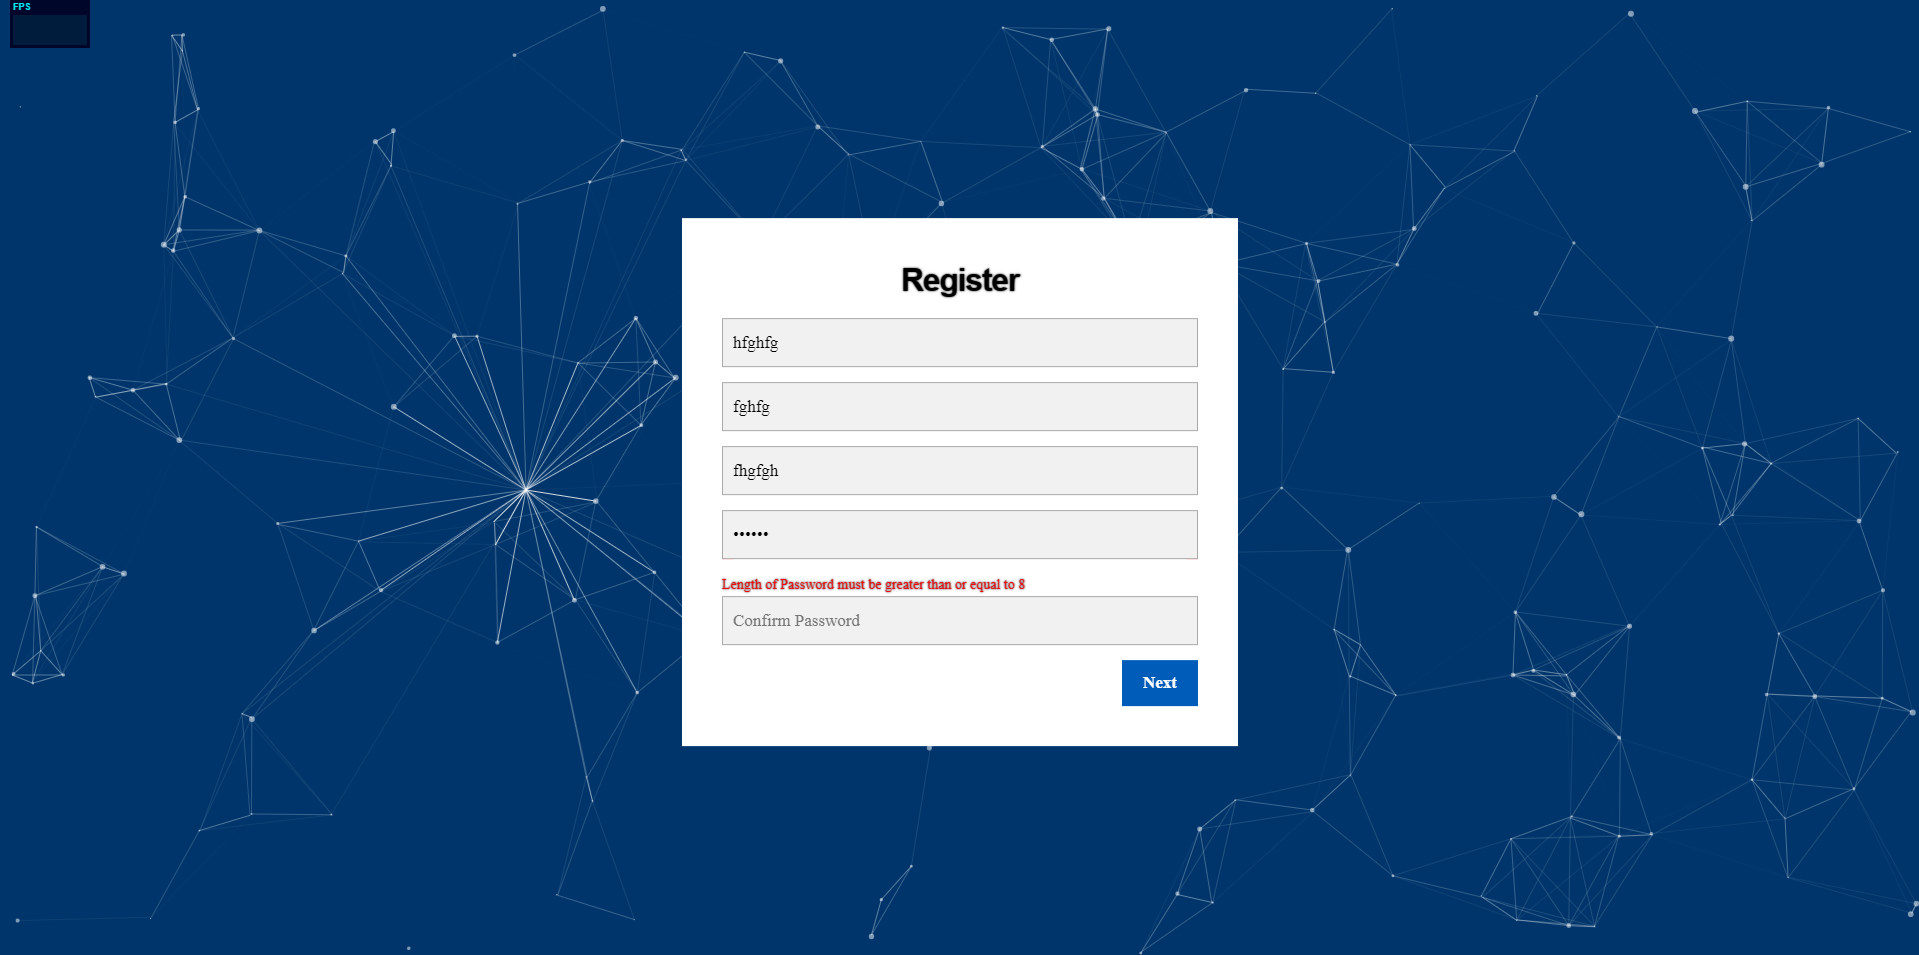 FPS
Register
hfghfg
fghfg
fhgfgh
••••••
Length of Password must be greater than or equal to 8
Confirm Password
Next